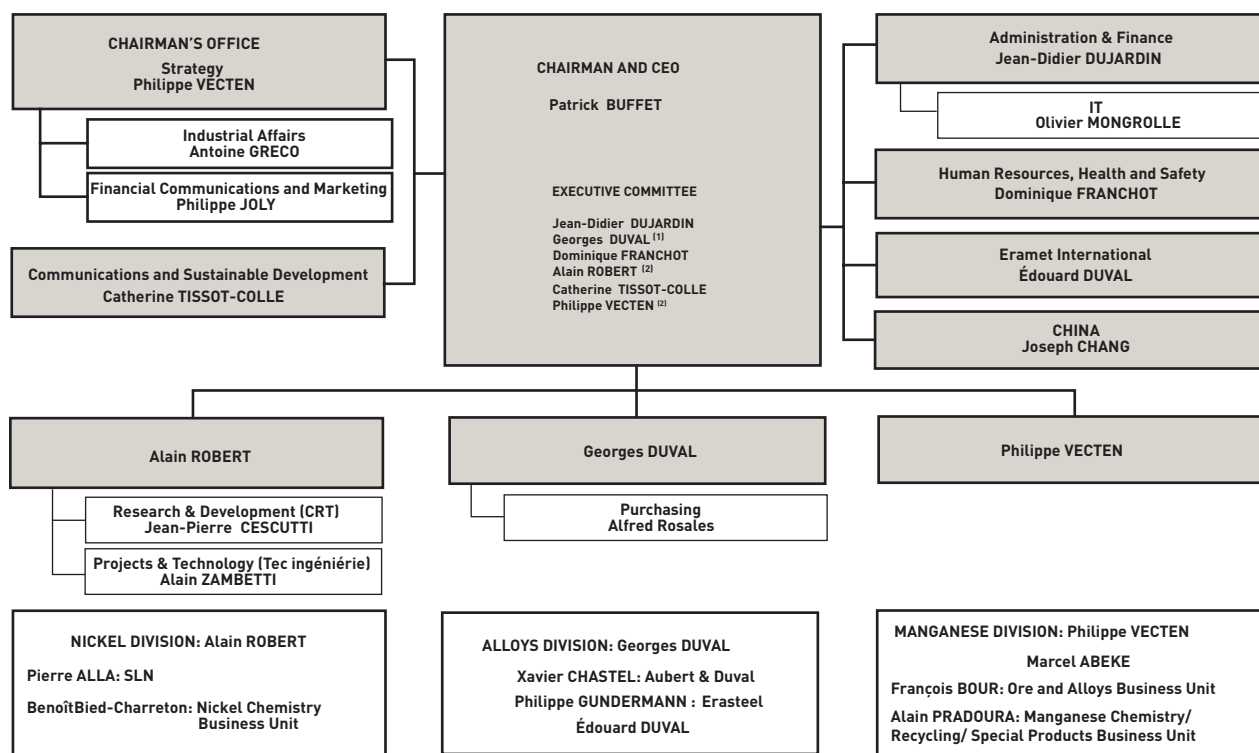 CHAIRMAN'S OFFICE
Strategy
Philippe VECTEN
Industrial Affairs
Antoine GRECO
Financial Communications and Marketing
Philippe JOLY
Communications and Sustainable Development
Catherine TISSOT-COLLE
CHAIRMAN AND CEO
Patrick BUFFET
EXECUTIVE COMMITTEE
Jean-Didier DUJARDIN
Georges DUVAL (1)
Dominique FRANCHOT
Alain ROBERT (2)
Catherine TISSOT-COLLE
Philippe VECTEN (2)
Administration & Finance
Jean-Didier DUJARDIN
IT
Olivier MONGROLLE
Human Resources, Health and Safety
Dominique FRANCHOT
Eramet International
Édouard DUVAL
CHINA
Joseph CHANG
Alain ROBERT
Research & Development (CRT)
Jean-Pierre CESCUTTI
Projects & Technology (Tec ingéniérie)
Alain ZAMBETTI
Georges DUVAL
Purchasing
Alfred Rosales
Philippe VECTEN
NICKEL DIVISION: Alain ROBERT
Pierre ALLA: SLN
BenoîtBied-Charreton: Nickel Chemistry
Business Unit
ALLOYS DIVISION: Georges DUVAL
Xavier CHASTEL: Aubert & Duval
Philippe GUNDERMANN : Erasteel
Édouard DUVAL
MANGANESE DIVISION: Philippe VECTEN
Marcel ABEKE
François BOUR: Ore and Alloys Business Unit
Alain PRADOURA: Manganese Chemistry/
Recycling/ Special Products Business Unit